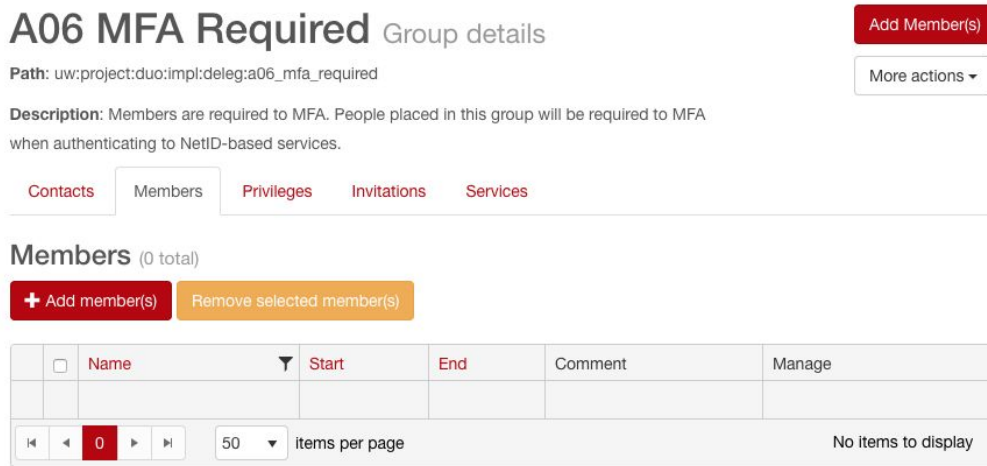 A06 MFA Required Group details
Add Member(s)
Path: uw:project:duo:impl:deleg:a06_mfa_required
More actions
Description: Members are required to MFA. People placed in this group will be required to MFA
when authenticating to NetID-based services.
Contacts Members Privileges Invitations Services
Members (0 total)
+ Add member(s) Remove selected member(s)
Name Start End Comment Manage
0 50 items per page No items to display